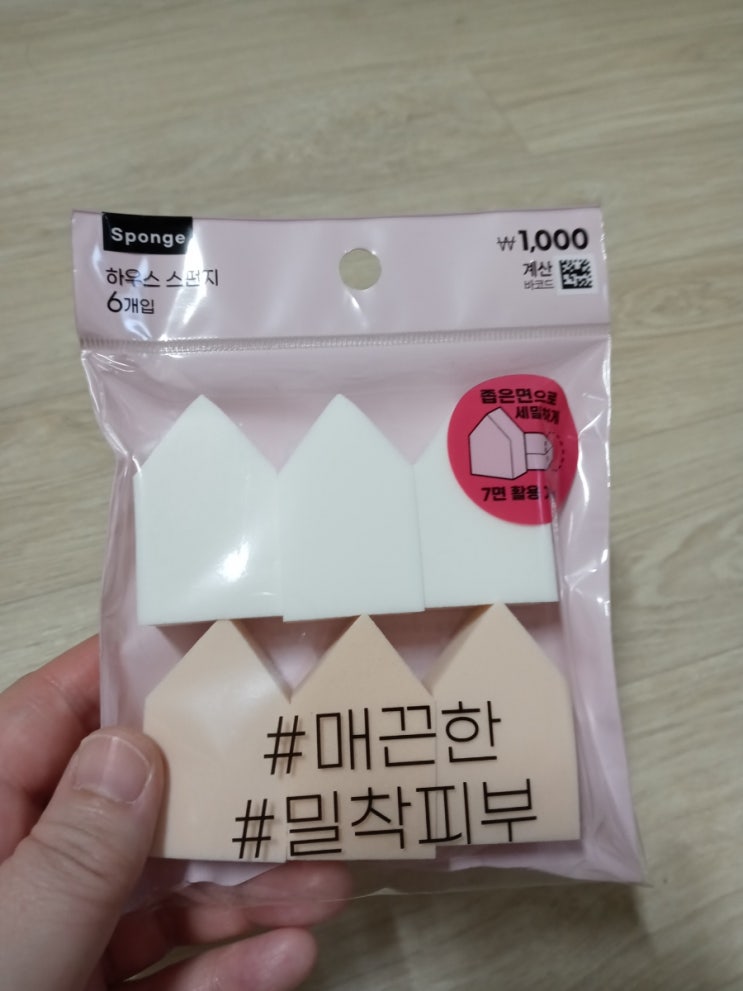 Sponge
하우스 스펀지
6개입
₩1,000
계산
바코드
좁은면으로
세밀하게
7면 활용
#매끈한
#밀착피부